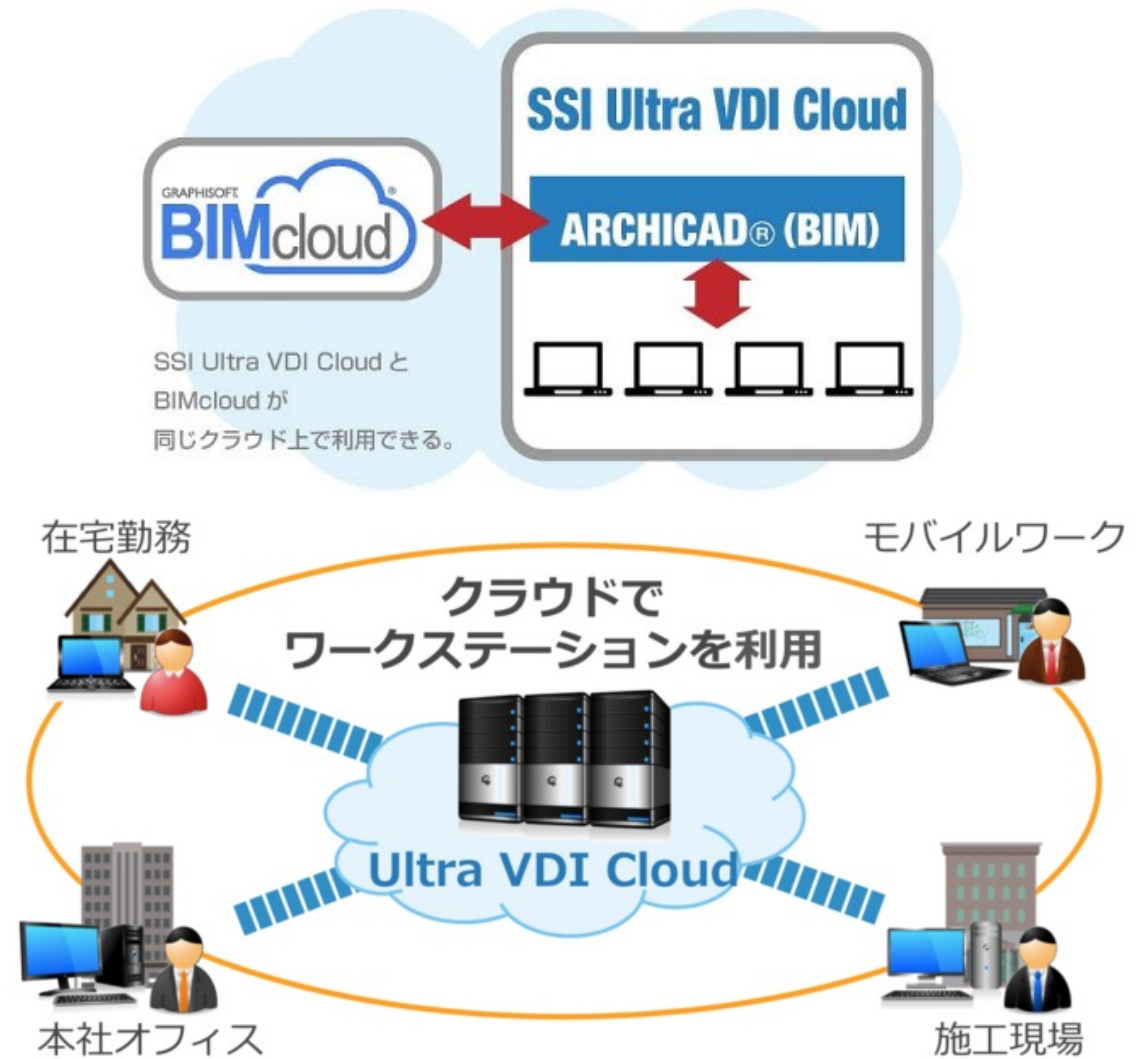 SSI Ultra VDI Cloud
GRAPHISOFT.
BIMcloud®
ARCHICAD® (BIM)
SSI Ultra VDI Cloud と
BIMcloud が
同じクラウド上で利用できる。
在宅勤務
モバイルワーク
クラウドで
ワークステーションを利用
Ultra VDI Cloud
本社オフィス
施工現場